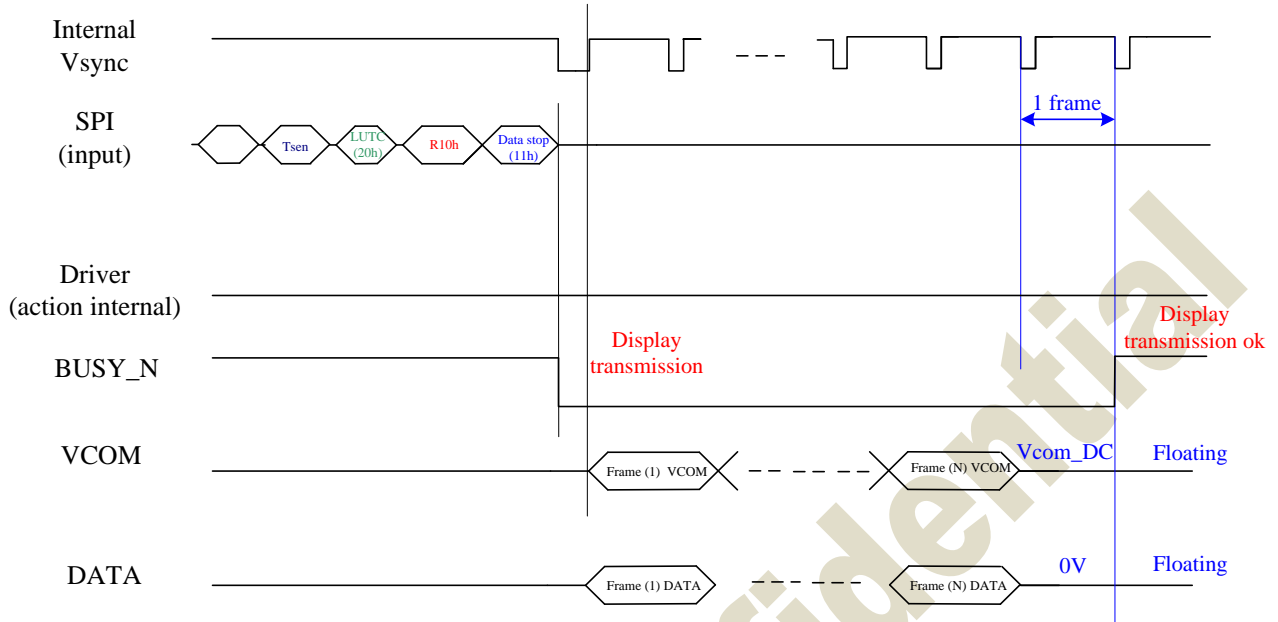 Internal
Vsync
1 frame
SPI
(input)
Tsen
LUTC
(20h)
R10h
Data stop
(11h)
Driver
(action internal)
Display
transmission
Display
transmission ok
BUSY_N
VCOM
Frame (1) VCOM
Frame (N) VCOM
Vcom_DC
Floating
DATA
Frame (1) DATA
Frame (N) DATA
0V
Floating
fidential